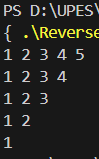 PS D:\UPES\
{ .\Reverse
1 2 3 4 5
1 2 3 4
1 2 3
1 2
1